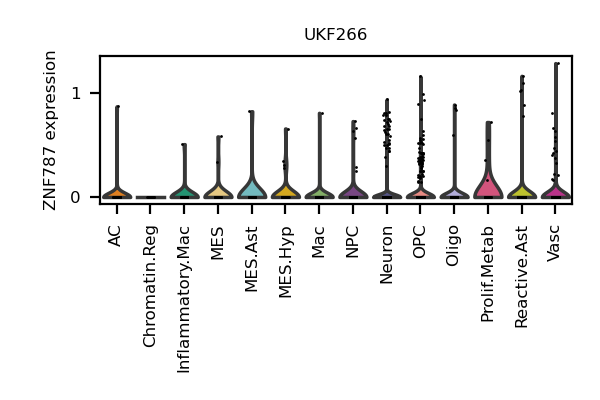 UKF266
ZNF787 expression
1
0
AC
Chromatin.Reg
Inflammatory.Mac
MES
MES.Ast
MES.Hyp
Mac
NPC
Neuron
OPC
Oligo
Prolif.Metab
Reactive.Ast
Vasc